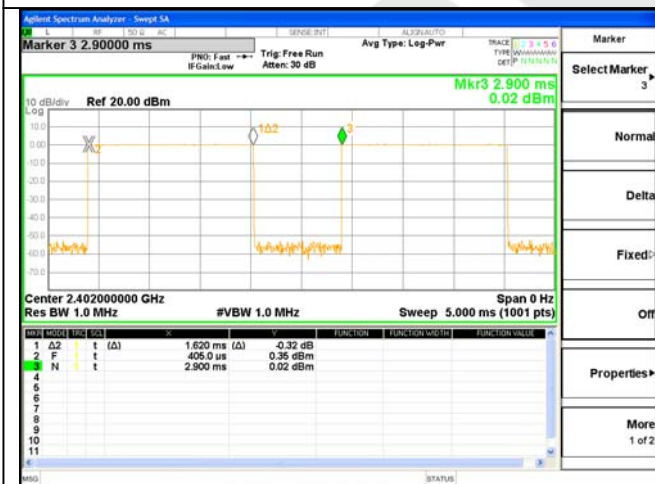 Agilent Spectrum Analyzer - Swept SA
L RF 50 Ω AC SENSE:INT ALIGNAUTO
Marker 3 2.90000 ms
PNO: Fast
IFGain:Low
Trig: Free Run
Atten: 30 dB
Avg Type: Log-Pwr
TRACE 1 2 3 4 5 6
TYPE
DET P N N N N N
Mkr3 2.900 ms
0.02 dBm
10 dB/div Ref 20.00 dBm
Log
10.0
0.00
-10.0
-20.0
-30.0
-40.0
-50.0
-60.0
-70.0
2
1Δ2
3
Center 2.402000000 GHz Span 0 Hz
Res BW 1.0 MHz #VBW 1.0 MHz Sweep 5.000 ms (1001 pts)
MKR MODE TRC SCL X Y FUNCTION FUNCTION WIDTH FUNCTION VALUE
1 Δ2 1 t (Δ) 1.620 ms (Δ) -0.32 dB
2 F 1 t 405.0 µs 0.35 dBm
3 N 1 t 2.900 ms 0.02 dBm
4
5
6
7
8
9
10
11
MSG STATUS
Marker
Select Marker
3
Normal
Delta
Fixed
Off
Properties
More
1 of 2